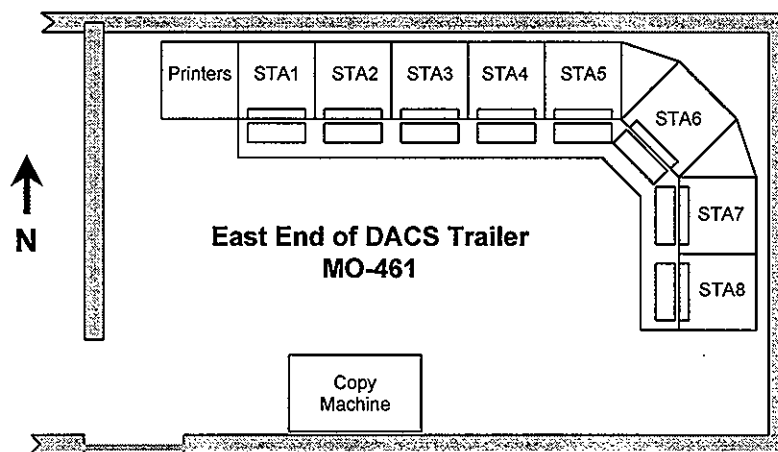 Printers
STA1
STA2
STA3
STA4
STA5
STA6
STA7
STA8
N
East End of DACS Trailer
MO-461
Copy
Machine